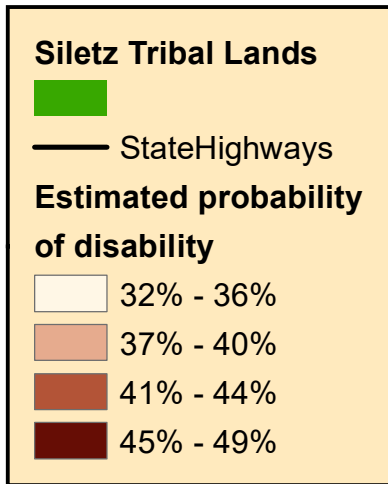 Siletz Tribal Lands
StateHighways
Estimated probability
of disability
32% - 36%
37% - 40%
41% - 44%
45% - 49%